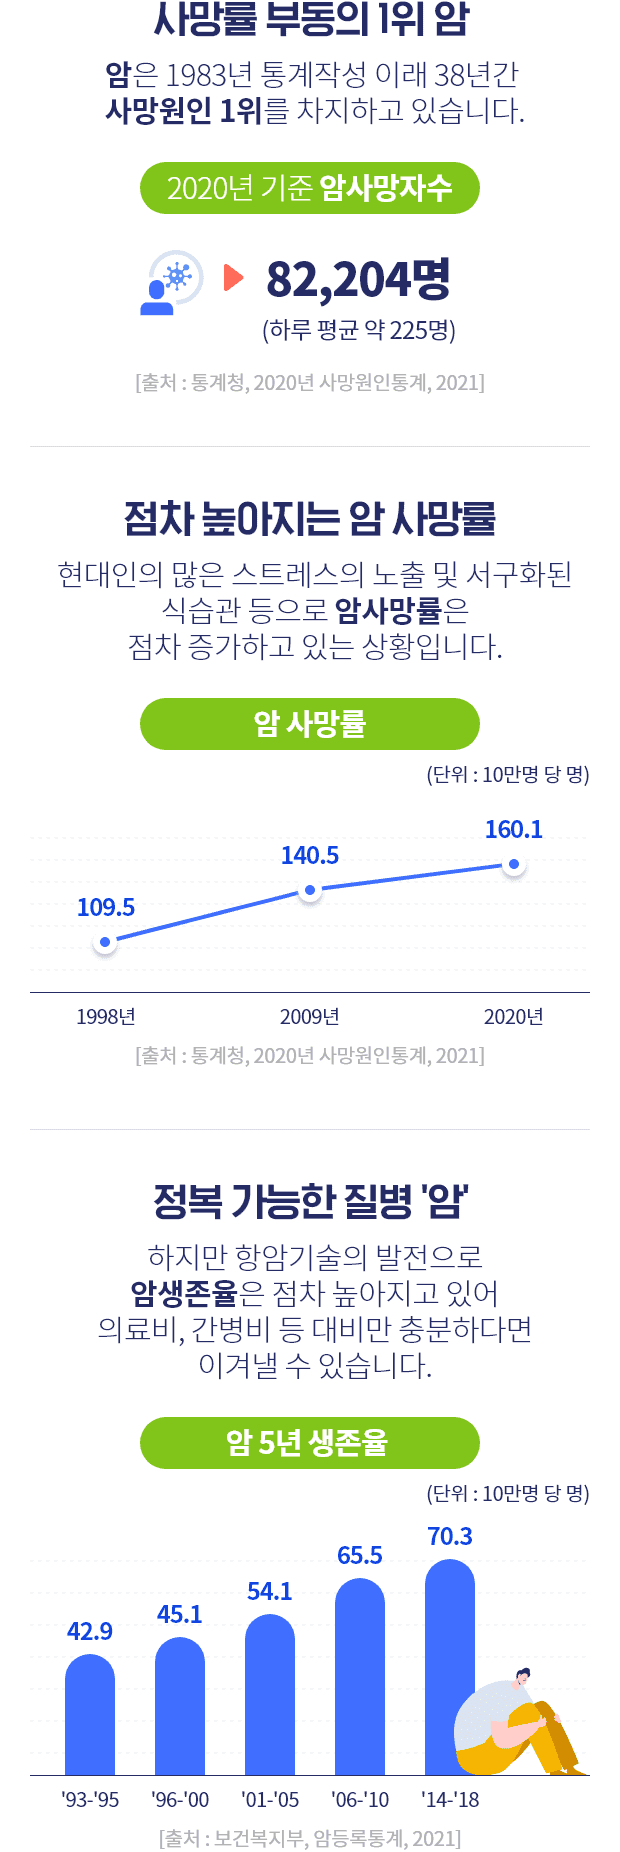 사망률 부동의 1위 암
암은 1983년 통계작성 이래 38년간
사망원인 1위를 차지하고 있습니다.
2020년 기준 암사망자수
82,204명
(하루 평균 약 225명)
[출처 : 통계청, 2020년 사망원인통계, 2021]
점차 높아지는 암 사망률
현대인의 많은 스트레스의 노출 및 서구화된
식습관 등으로 암사망률은
점차 증가하고 있는 상황입니다.
암 사망률
(단위 : 10만명 당 명)
109.5
140.5
160.1
1998년
2009년
2020년
[출처 : 통계청, 2020년 사망원인통계, 2021]
정복 가능한 질병 '암'
하지만 항암기술의 발전으로
암생존율은 점차 높아지고 있어
의료비, 간병비 등 대비만 충분하다면
이겨낼 수 있습니다.
암 5년 생존율
(단위 : 10만명 당 명)
42.9
45.1
54.1
65.5
70.3
'93-'95
'96-'00
'01-'05
'06-'10
'14-'18
[출처 : 보건복지부, 암등록통계, 2021]